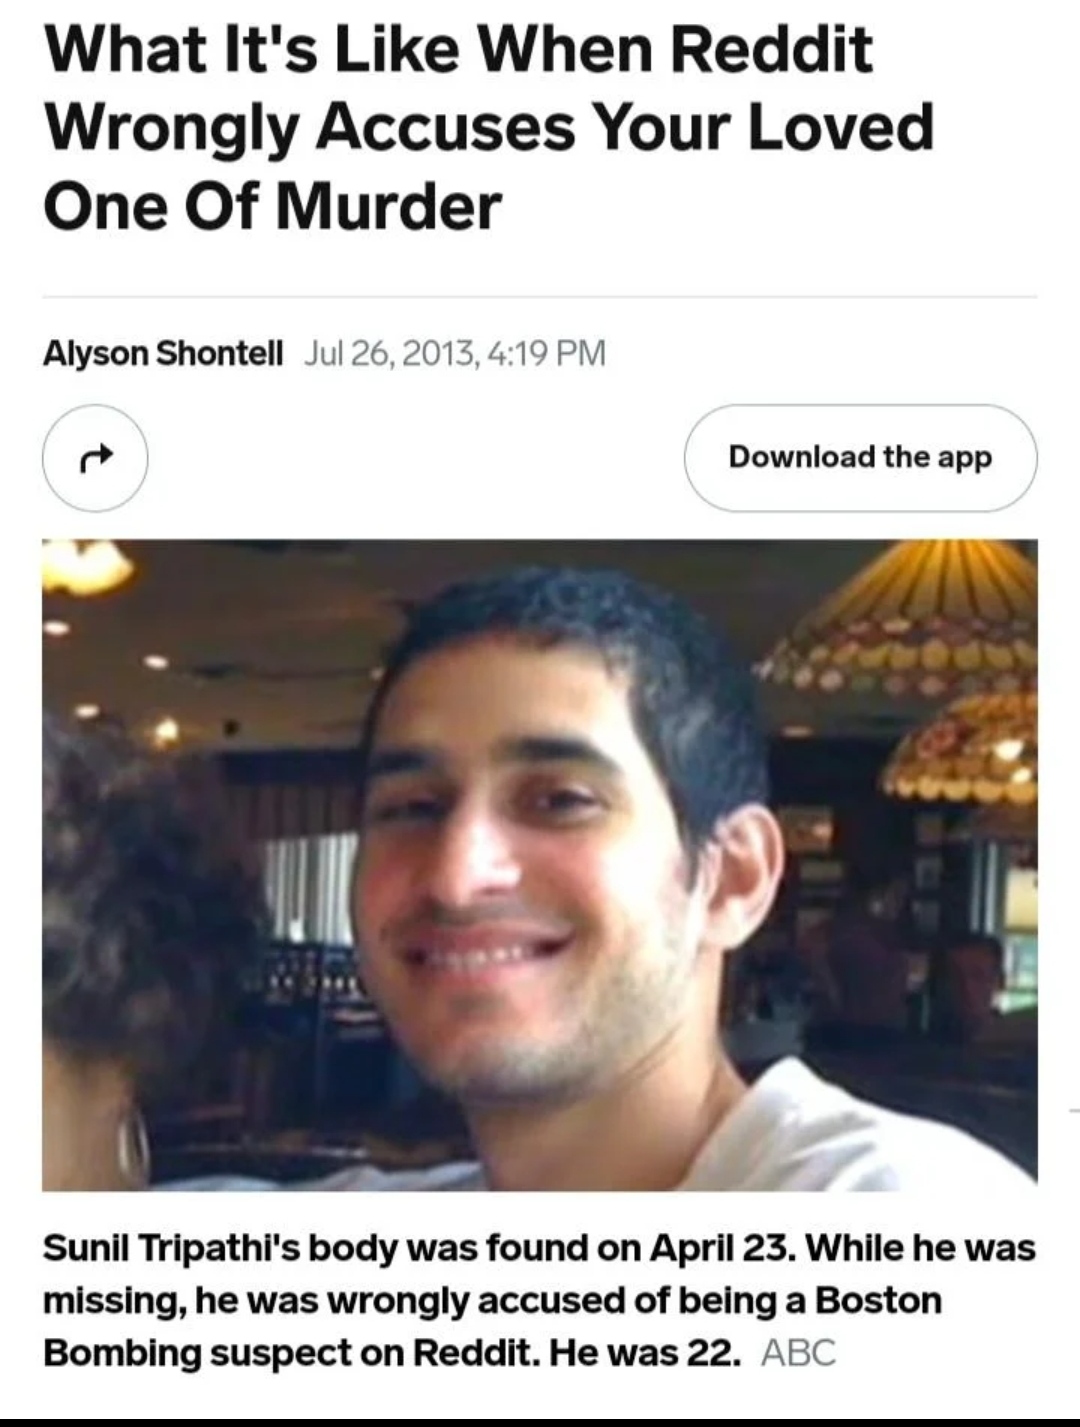 What It's Like When Reddit
Wrongly Accuses Your Loved
One Of Murder
Alyson Shontell Jul 26, 2013, 4:19 PM
Download the app
Sunil Tripathi's body was found on April 23. While he was
missing, he was wrongly accused of being a Boston
Bombing suspect on Reddit. He was 22. ABC